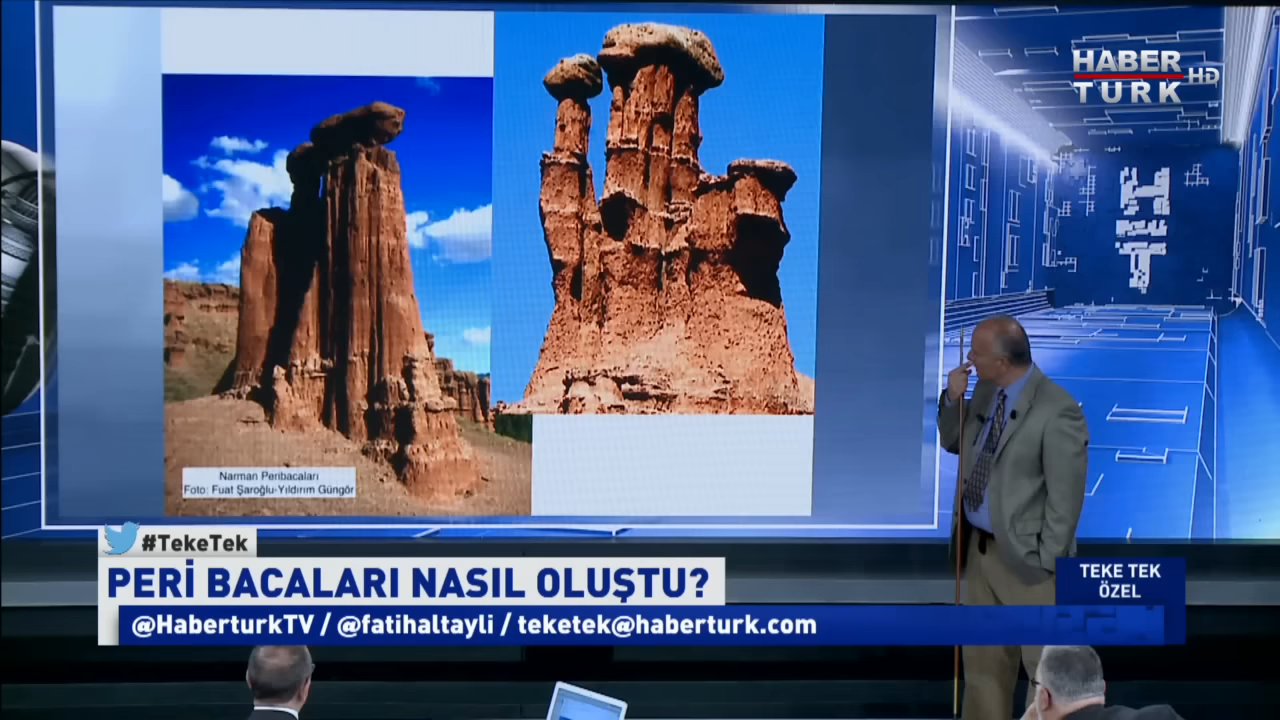 HABER HD
TURK
Narman Peribacaları
Foto: Fuat Şaroğlu-Yıldırım Güngör
#TekeTek
PERİ BACALARI NASIL OLUŞTU?
@HaberturkTV / @fatihaltayli / teketek@haberturk.com
TEKE TEK
ÖZEL